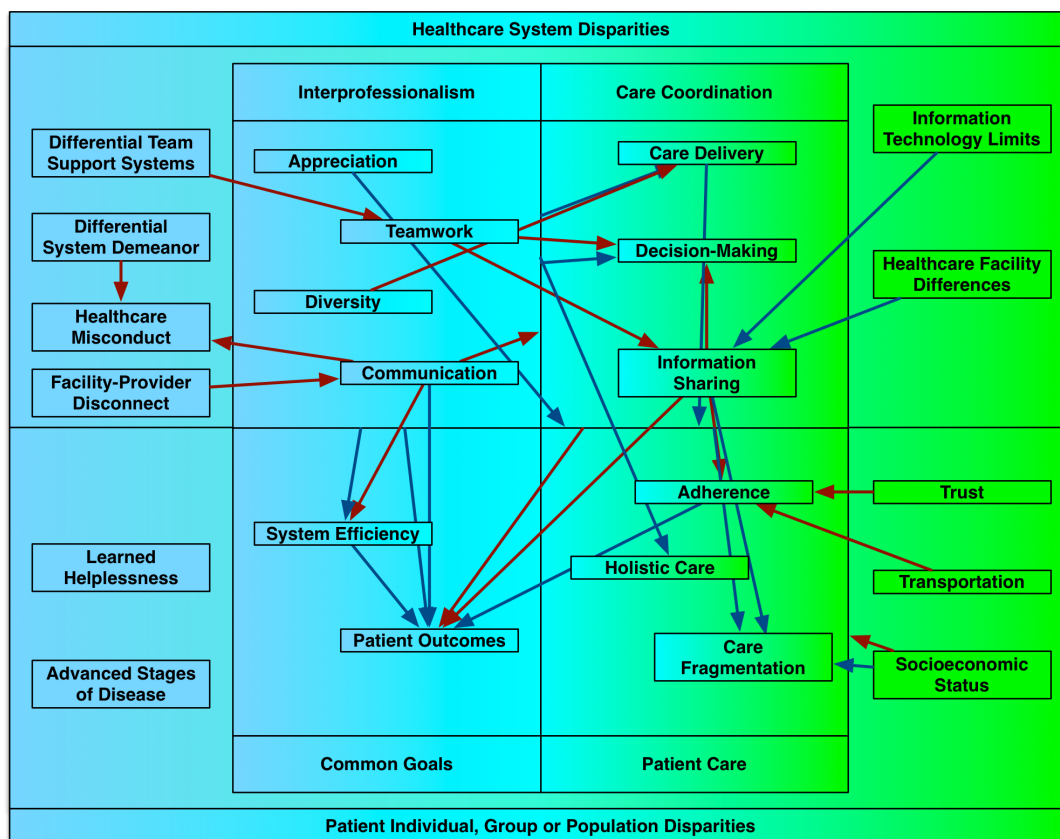 Healthcare System Disparities
Interprofessionalism
Care Coordination
Differential Team
Support Systems
Appreciation
Care Delivery
Information
Technology Limits
Differential
System Demeanor
Teamwork
Decision-Making
Healthcare Facility
Differences
Healthcare
Misconduct
Diversity
Facility-Provider
Disconnect
Communication
Information
Sharing
Adherence
Trust
System Efficiency
Learned
Helplessness
Holistic Care
Transportation
Patient Outcomes
Care
Fragmentation
Advanced Stages
of Disease
Socioeconomic
Status
Common Goals
Patient Care
Patient Individual, Group or Population Disparities